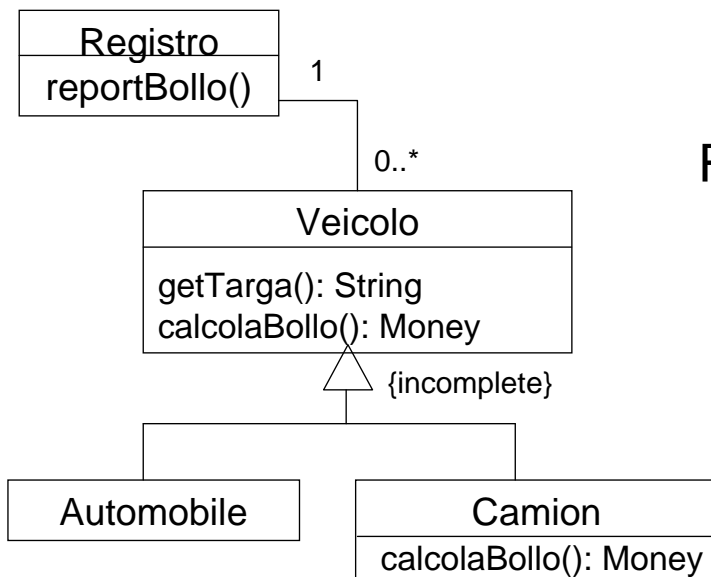 Registro
reportBollo()
1
0..*
Veicolo
getTarga(): String
calcolaBollo(): Money
{incomplete}
Automobile
Camion
calcolaBollo(): Money